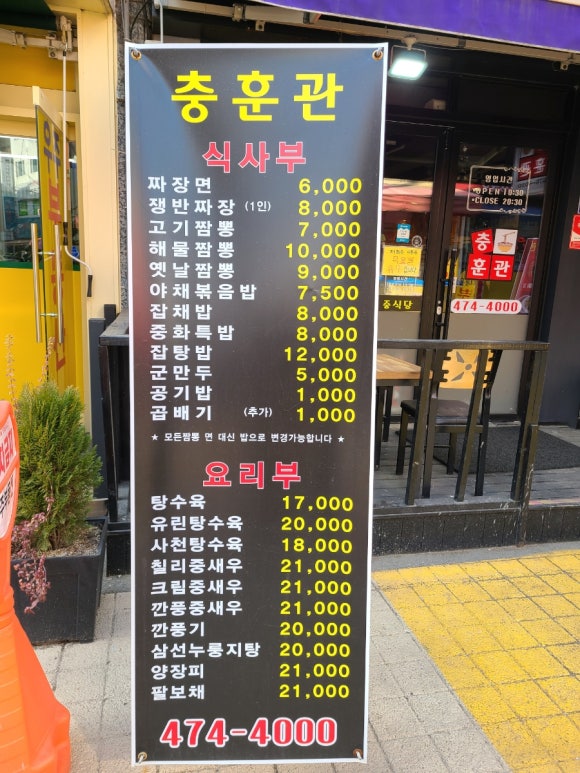 충훈관
식사부
짜장면 6,000
쟁반짜장 (1인) 8,000
고기짬뽕 7,000
해물짬뽕 10,000
옛날짬뽕 9,000
야채볶음밥 7,500
잡채밥 8,000
중화특밥 8,000
잡탕밥 12,000
군만두 5,000
공기밥 1,000
곱배기 (추가) 1,000
★ 모든짬뽕 면 대신 밥으로 변경가능합니다 ★
요리부
탕수육 17,000
유린탕수육 20,000
사천탕수육 18,000
칠리중새우 21,000
크림중새우 21,000
깐풍중새우 21,000
깐풍기 20,000
삼선누룽지탕 20,000
양장피 21,000
팔보채 21,000
474-4000
영업시간
OPEN 10:30
CLOSE 20:30
충훈관
중식당
474-4000